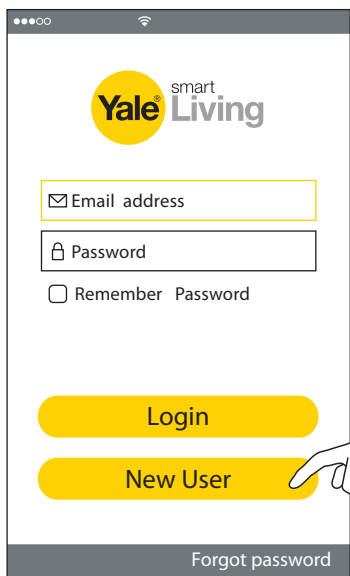 smart
Yale® Living
Email address
Password
Remember Password
Login
New User
Forgot password